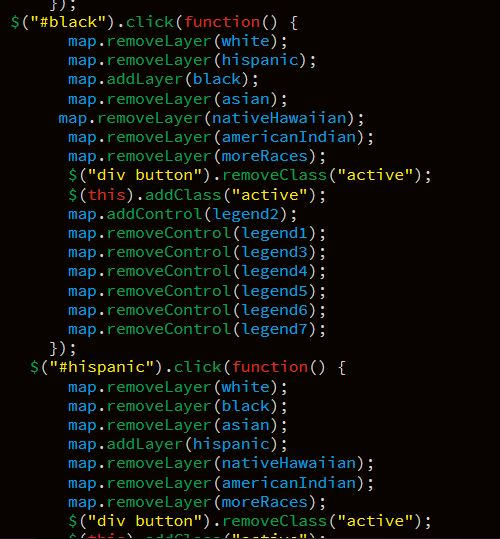 });
$("#black").click(function() {
map.removeLayer(white);
map.removeLayer(hispanic);
map.addLayer(black);
map.removeLayer(asian);
map.removeLayer(nativeHawaiian);
map.removeLayer(americanIndian);
map.removeLayer(moreRaces);
$("div button").removeClass("active");
$(this).addClass("active");
map.addControl(legend2);
map.removeControl(legend1);
map.removeControl(legend3);
map.removeControl(legend4);
map.removeControl(legend5);
map.removeControl(legend6);
map.removeControl(legend7);
});
$("#hispanic").click(function() {
map.removeLayer(white);
map.removeLayer(black);
map.removeLayer(asian);
map.addLayer(hispanic);
map.removeLayer(nativeHawaiian);
map.removeLayer(americanIndian);
map.removeLayer(moreRaces);
$("div button").removeClass("active");
$(this).addClass("active");